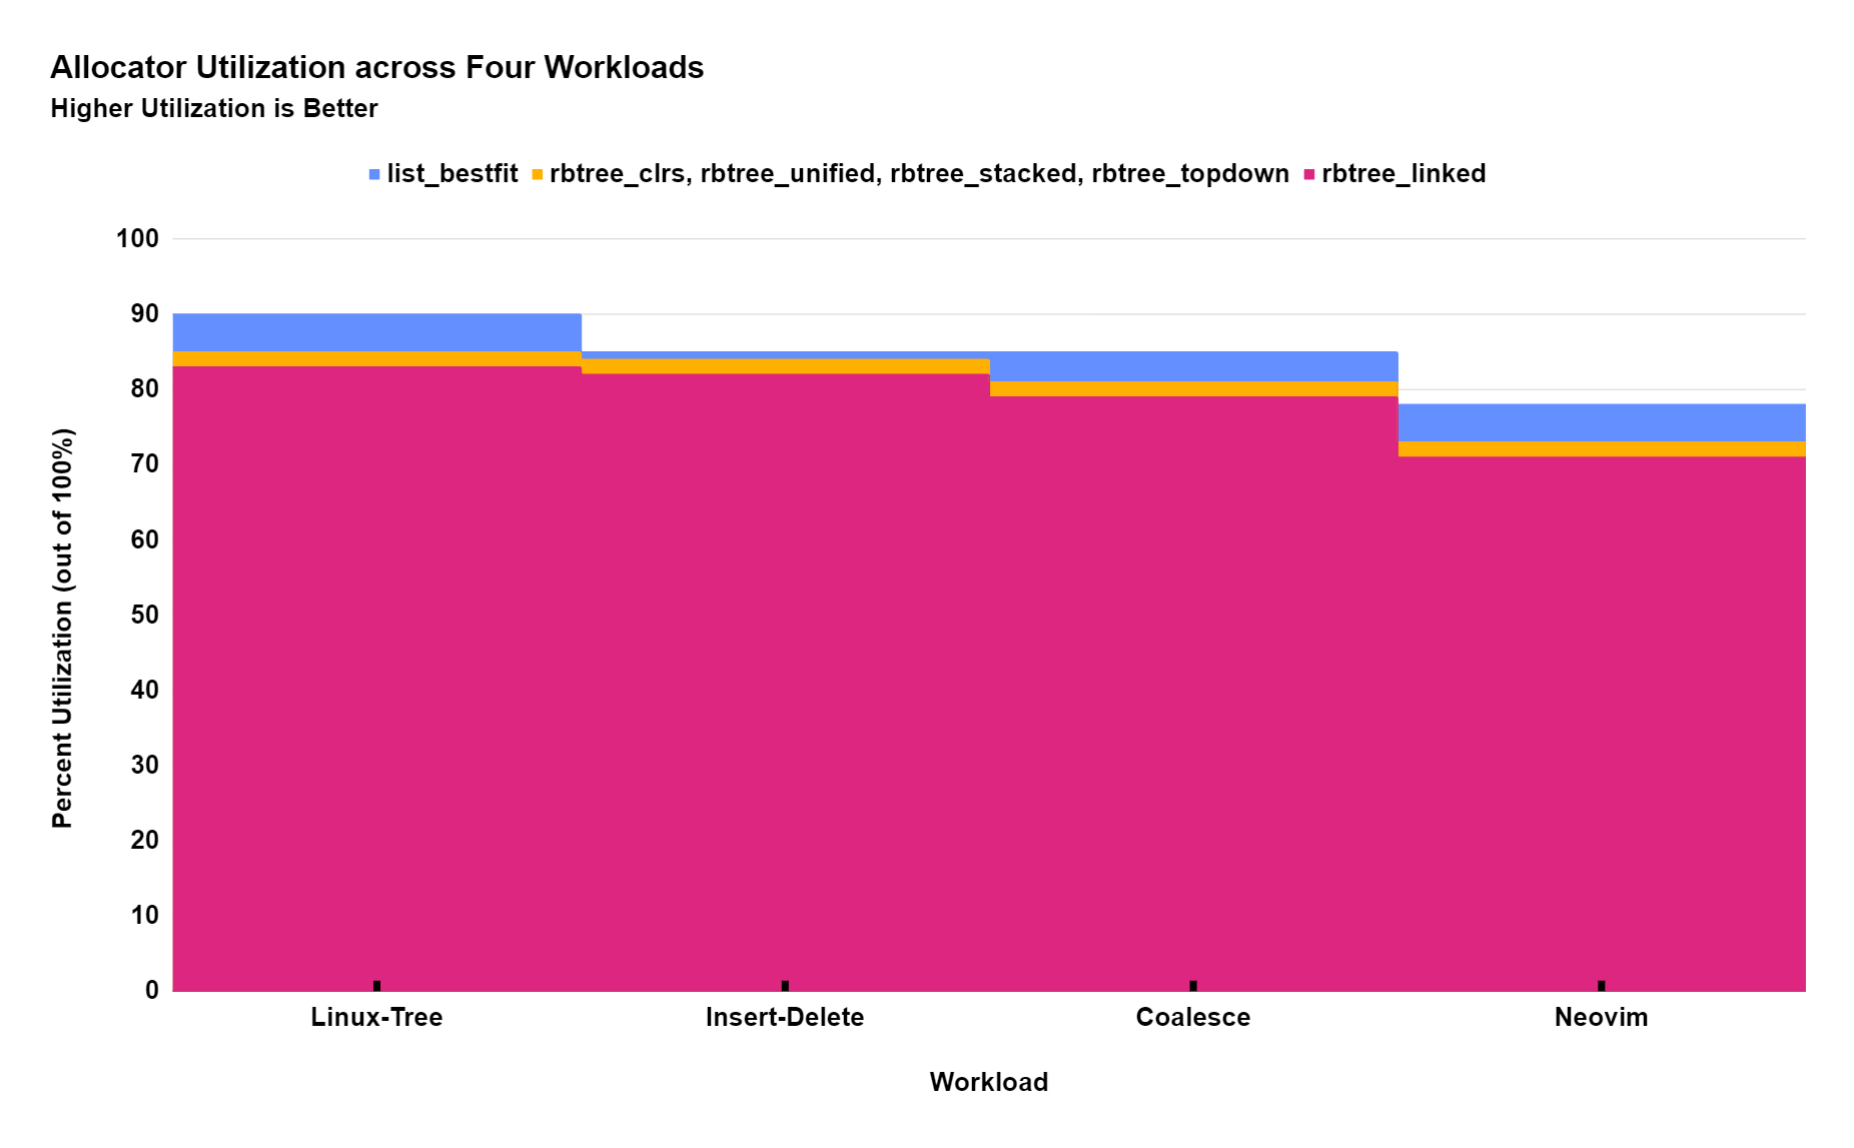 Allocator Utilization across Four Workloads
Higher Utilization is Better
list_bestfit rbtree_clrs, rbtree_unified, rbtree_stacked, rbtree_topdown rbtree_linked
Percent Utilization (out of 100%)
100
90
80
70
60
50
40
30
20
10
0
Linux-Tree Insert-Delete Coalesce Neovim
Workload